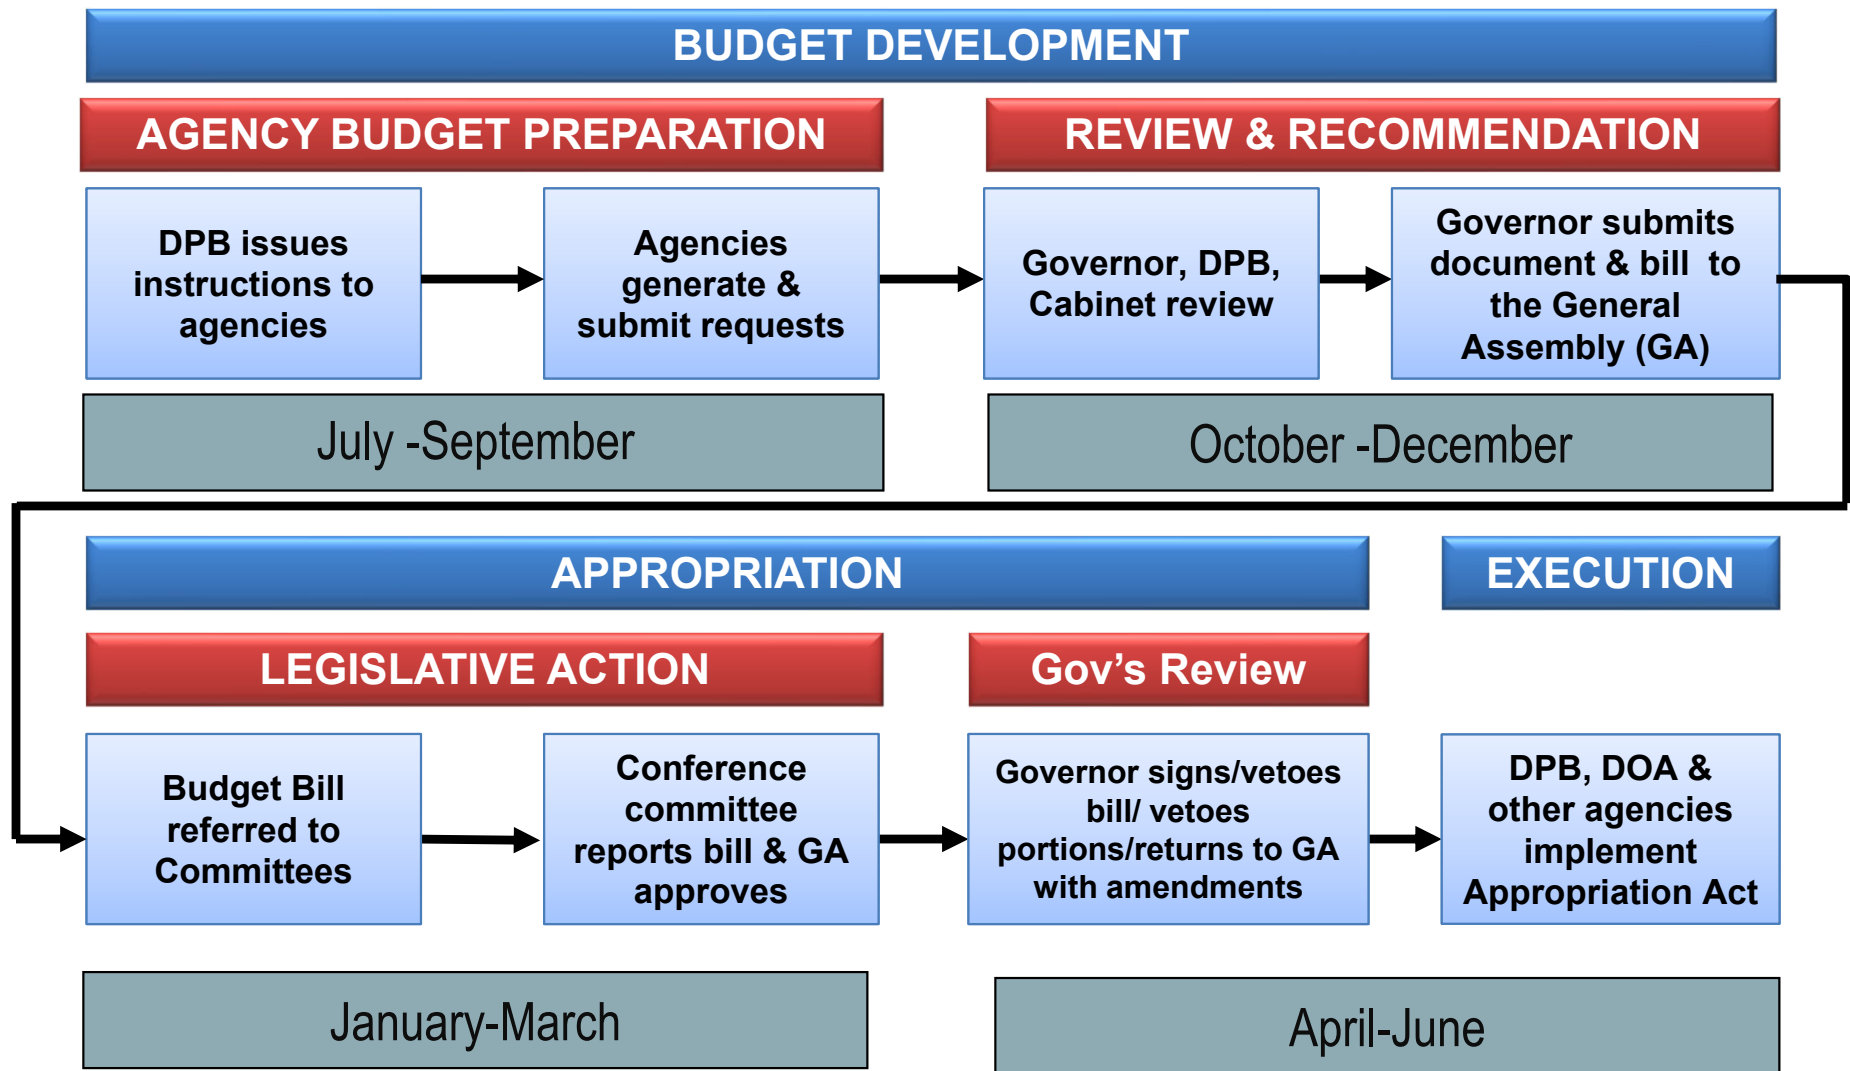 BUDGET DEVELOPMENT
AGENCY BUDGET PREPARATION
REVIEW & RECOMMENDATION
DPB issues
instructions to
agencies
Agencies
generate &
submit requests
Governor, DPB,
Cabinet review
Governor submits
document & bill  to
the General
Assembly (GA)
July -September
October -December
APPROPRIATION
EXECUTION
LEGISLATIVE ACTION
Gov’s Review
Budget Bill
referred to
Committees
Conference
committee
reports bill & GA
approves
Governor signs/vetoes
bill/ vetoes
portions/returns to GA
with amendments
DPB, DOA &
other agencies
implement
Appropriation Act
January-March
April-June